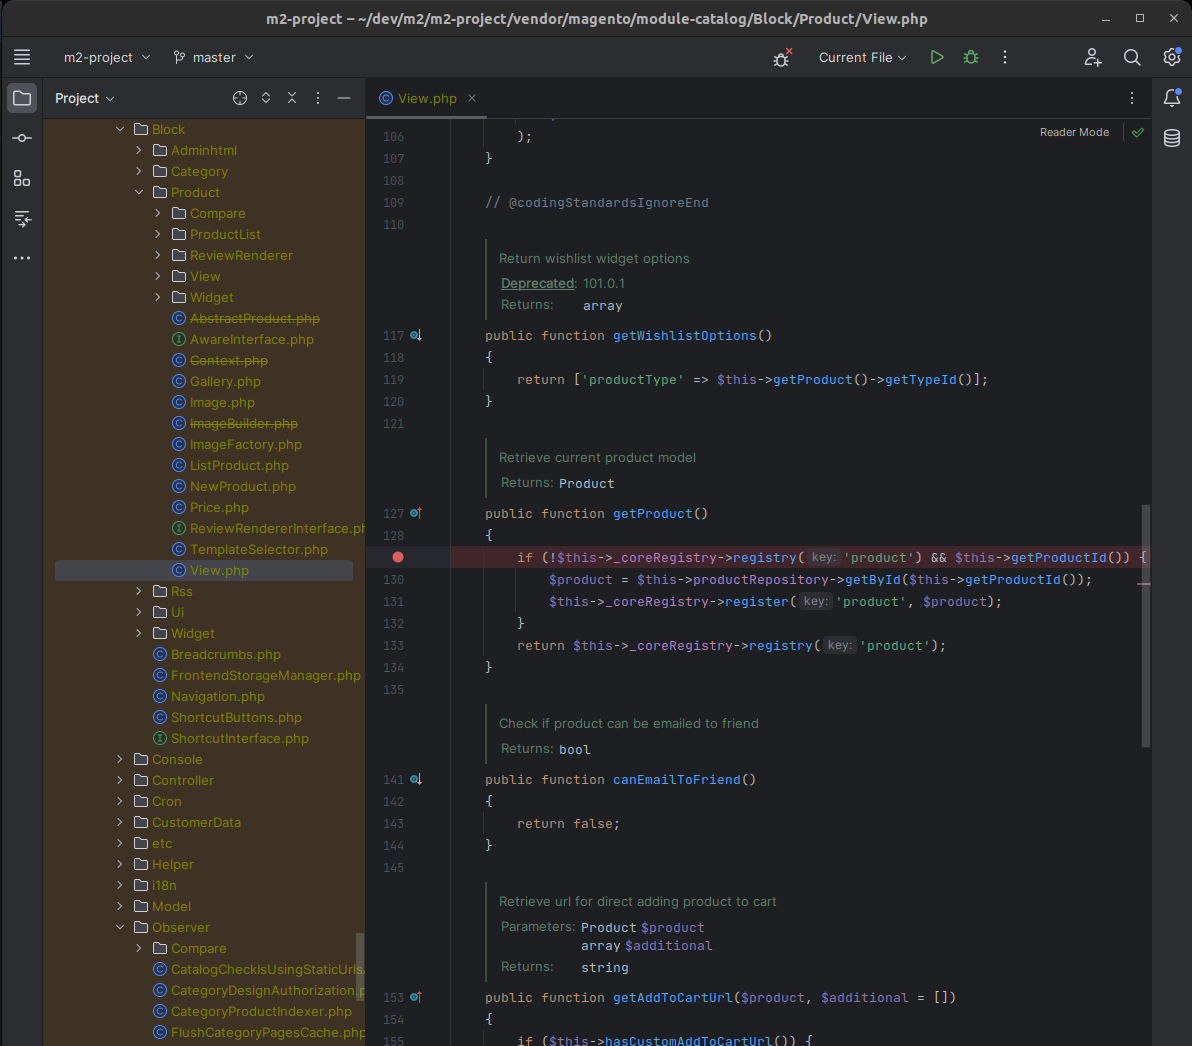 m2-project – ~/dev/m2/m2-project/vendor/magento/module-catalog/Block/Product/View.php
m2-project
master
Current File
Project
View.php
Reader Mode
Block
Adminhtml
Category
Product
Compare
ProductList
ReviewRenderer
View
Widget
AbstractProduct.php
AwareInterface.php
Context.php
Gallery.php
Image.php
ImageBuilder.php
ImageFactory.php
ListProduct.php
NewProduct.php
Price.php
ReviewRendererInterface.ph
TemplateSelector.php
View.php
Rss
Ui
Widget
Breadcrumbs.php
FrontendStorageManager.php
Navigation.php
ShortcutButtons.php
ShortcutInterface.php
Console
Controller
Cron
CustomerData
etc
Helper
i18n
Model
Observer
Compare
CatalogCheckIsUsingStaticUrls
CategoryDesignAuthorization.p
CategoryProductIndexer.php
FlushCategoryPagesCache.php
106 );
107 }
108
109 // @codingStandardsIgnoreEnd
110
Return wishlist widget options
Deprecated: 101.0.1
Returns: array
117 public function getWishlistOptions()
118 {
119 return ['productType' => $this->getProduct()->getTypeId()];
120 }
121
Retrieve current product model
Returns: Product
127 public function getProduct()
128 {
if (!$this->_coreRegistry->registry( key: 'product') && $this->getProductId()) {
130 $product = $this->productRepository->getById($this->getProductId());
131 $this->_coreRegistry->register( key: 'product', $product);
132 }
133 return $this->_coreRegistry->registry( key: 'product');
134 }
135
Check if product can be emailed to friend
Returns: bool
141 public function canEmailToFriend()
142 {
143 return false;
144 }
145
Retrieve url for direct adding product to cart
Parameters: Product $product
array $additional
Returns: string
153 public function getAddToCartUrl($product, $additional = [])
154 {
155 if ($this->hasCustomAddToCartUrl()) {